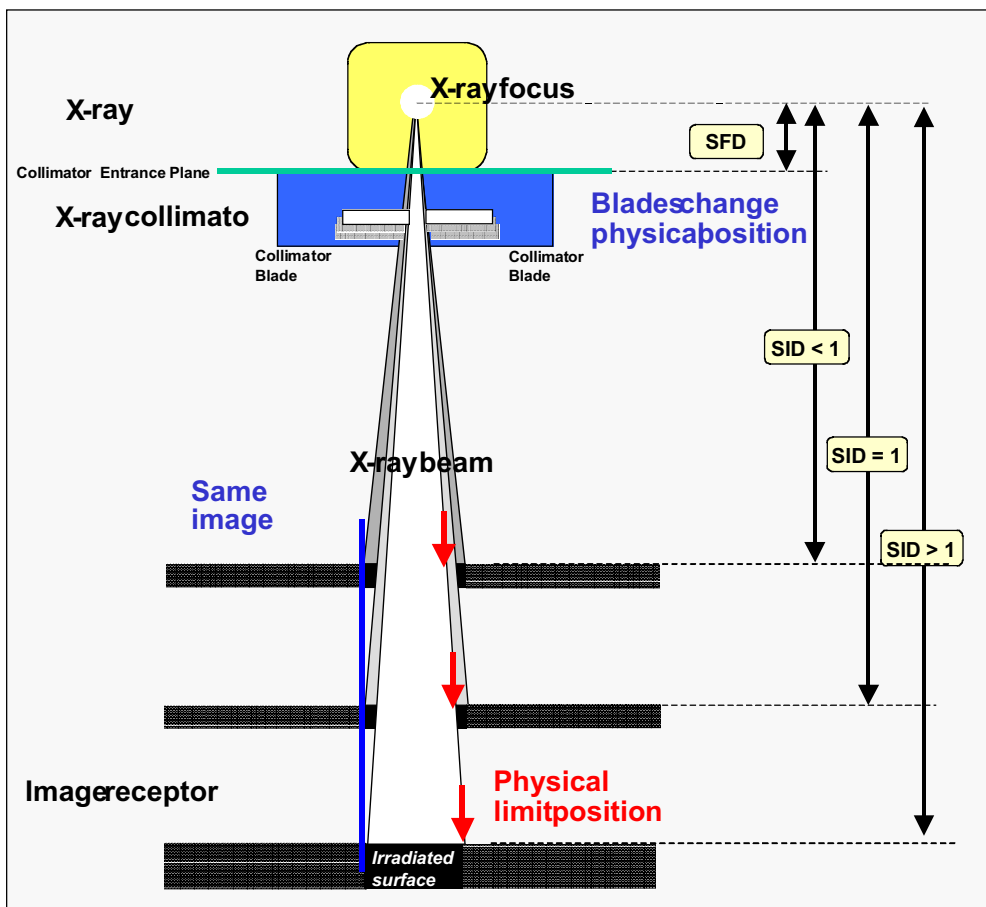 X-rayfocus
X-ray
SFD
Collimator Entrance Plane
X-raycollimato
Bladeschange
physicaposition
Collimator
Blade
Collimator
Blade
SID < 1
X-raybeam
SID = 1
Same
image
SID > 1
Imagereceptor
Physical
limitposition
Irradiated
surface